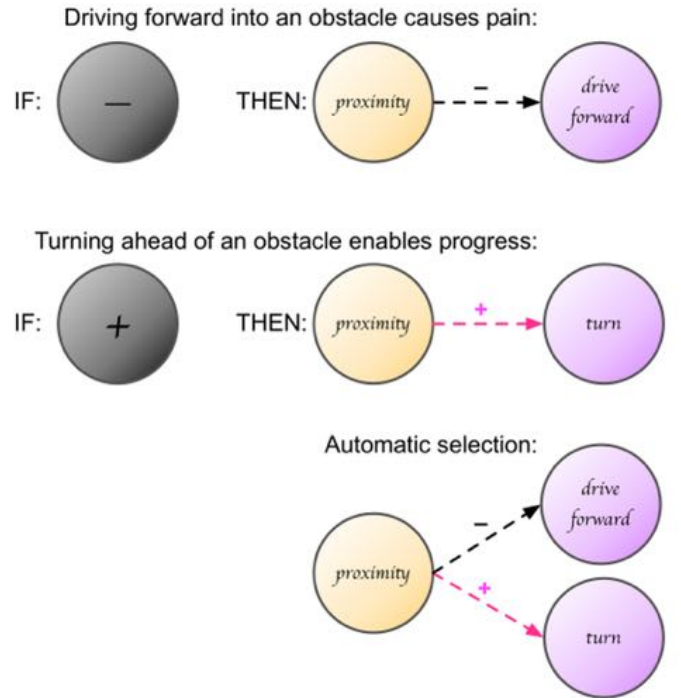 Driving forward into an obstacle causes pain:
IF: − THEN: proximity − drive forward
Turning ahead of an obstacle enables progress:
IF: + THEN: proximity + turn
Automatic selection:
drive
forward
−
proximity
+
turn